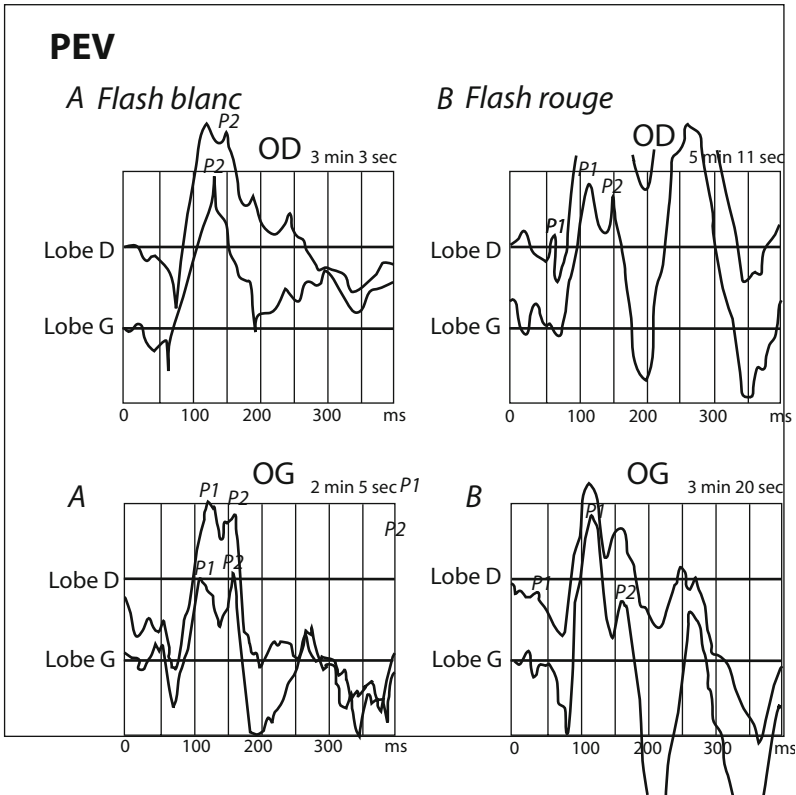 PEV
A Flash blanc
B Flash rouge
P2
OD
3 min 3 sec
P2
Lobe D
Lobe G
0 100 200 300 ms
OD
5 min 11 sec
P1
P2
P1
Lobe D
Lobe G
0 100 200 300 ms
A
OG
2 min 5 sec
P1
P2
P1
P2
P1
P2
Lobe D
Lobe G
0 100 200 300 ms
B
OG
3 min 20 sec
P1
Lobe D
P1
P2
Lobe G
0 100 200 300 ms